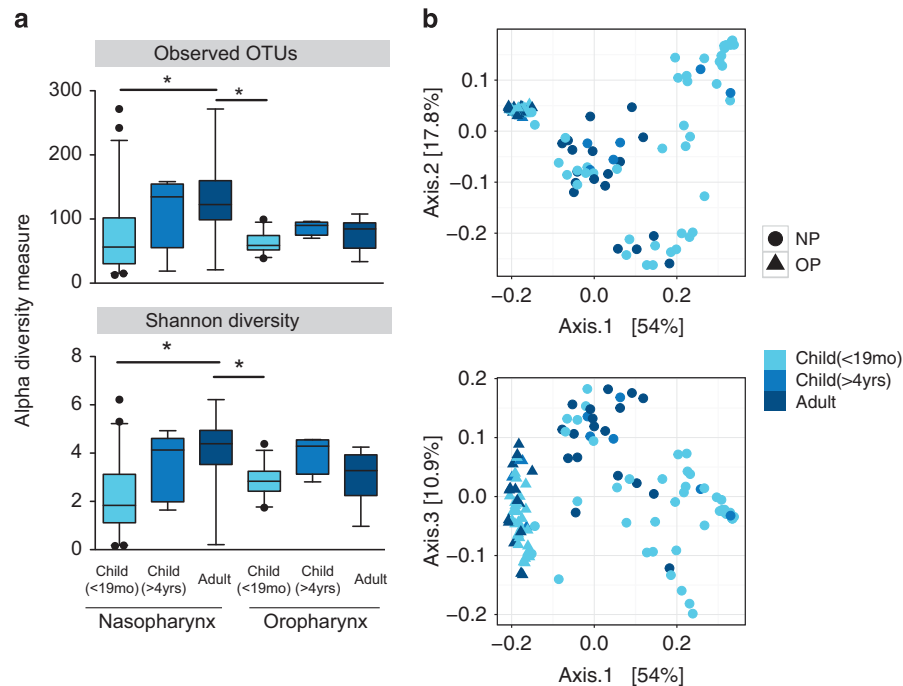 a
Observed OTUs
300
200
100
0
*
*
Shannon diversity
8
6
4
2
0
*
*
Alpha diversity measure
Child (<19mo)
Child (>4yrs)
Adult
Child (<19mo)
Child (>4yrs)
Adult
Nasopharynx
Oropharynx
b
Axis.2 [17.8%]
0.1
0.0
−0.1
−0.2
−0.2
0.0
0.2
Axis.1 [54%]
NP
OP
Child(<19mo)
Child(>4yrs)
Adult
Axis.3 [10.9%]
0.2
0.1
0.0
−0.1
−0.2
−0.2
0.0
0.2
Axis.1 [54%]